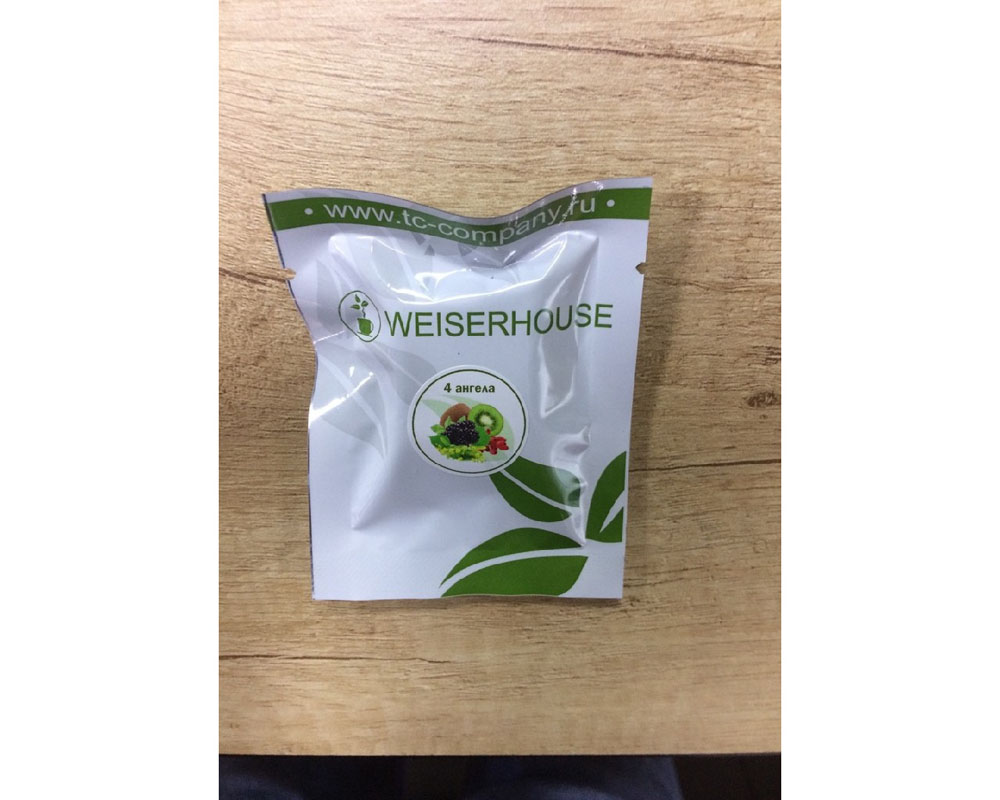 • www.tc-company.ru •
WEISERHOUSE
4 ангела